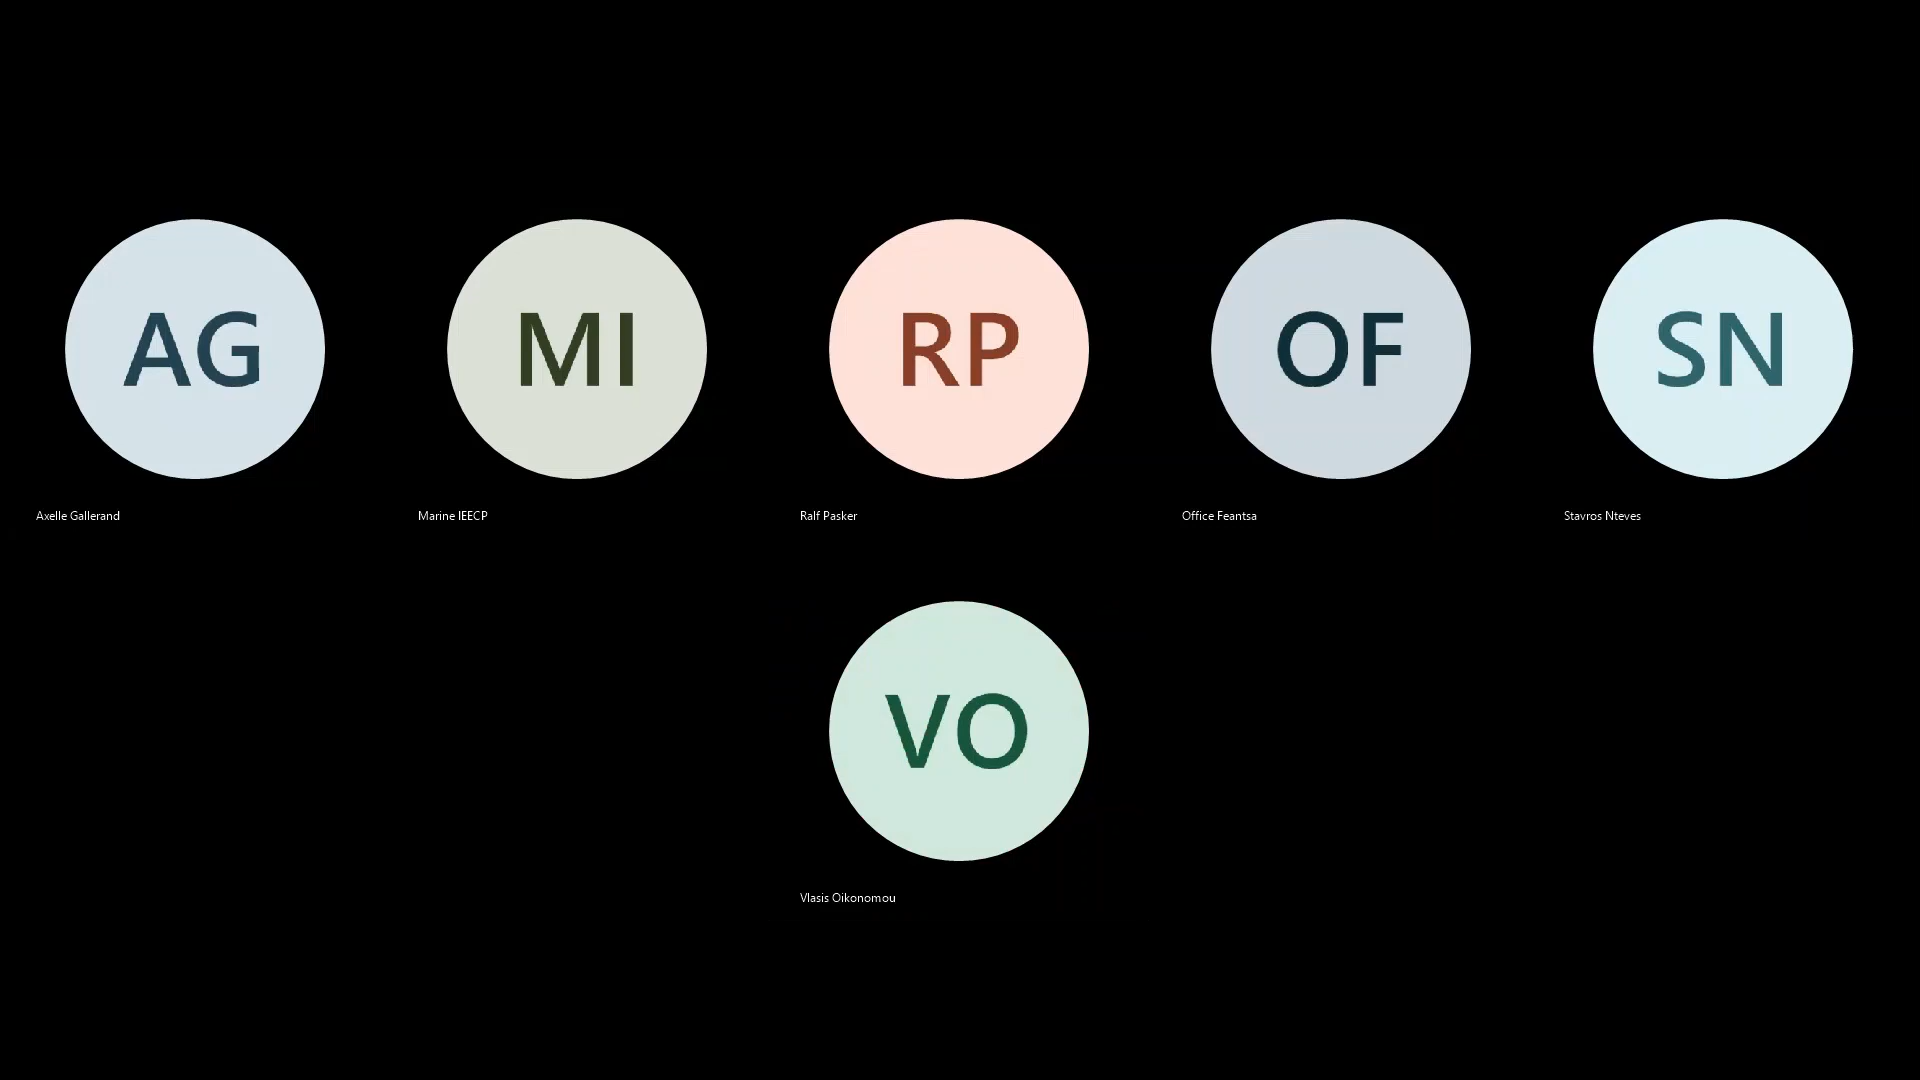 AG
MI
RP
OF
SN
Axelle Gallerand
Marine IEECP
Ralf Pasker
Office Feantsa
Stavros Nteves
VO
Vlasis Oikonomou